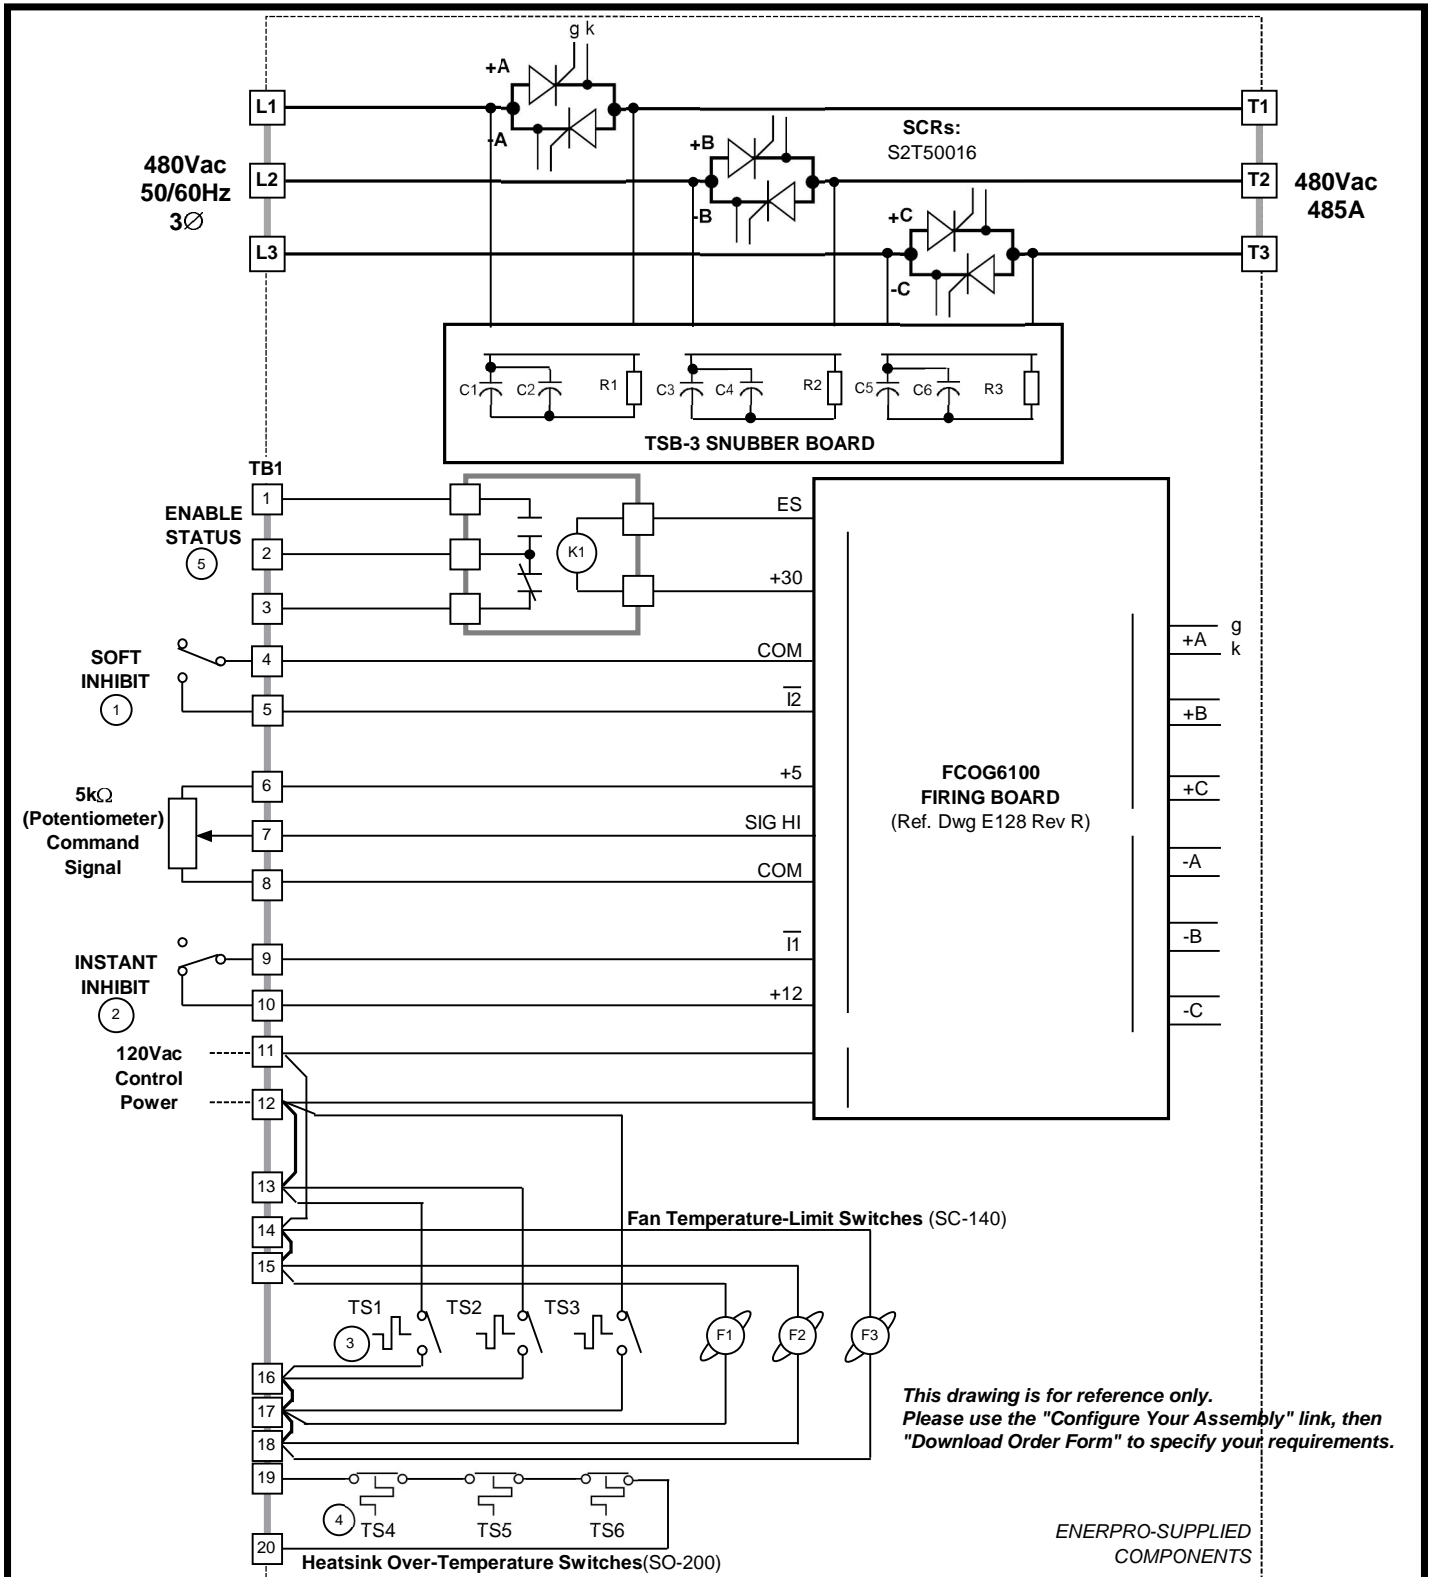 g k
+A
L1
T1
-A
SCRs:
S2T50016
+B
480Vac
50/60Hz
3∅
L2
T2
480Vac
485A
-B
+C
L3
T3
-C
C1
C2
R1
C3
C4
R2
C5
C6
R3
TSB-3 SNUBBER BOARD
TB1
1
ES
ENABLE
STATUS
5
2
K1
+30
3
g
+A
k
SOFT
INHIBIT
1
4
COM
5
I2
+B
6
+5
5kΩ
(Potentiometer)
Command
Signal
7
SIG HI
8
COM
FCOG6100
FIRING BOARD
(Ref. Dwg E128 Rev R)
+C
-A
-B
-C
INSTANT
INHIBIT
2
9
I1
10
+12
120Vac
Control
Power
11
12
13
14
Fan Temperature-Limit Switches (SC-140)
15
TS1
TS2
TS3
3
F1
F2
F3
16
17
18
This drawing is for reference only.
Please use the "Configure Your Assembly" link, then
"Download Order Form" to specify your requirements.
19
4
TS4
TS5
TS6
20
Heatsink Over-Temperature Switches(SO-200)
ENERPRO-SUPPLIED
COMPONENTS